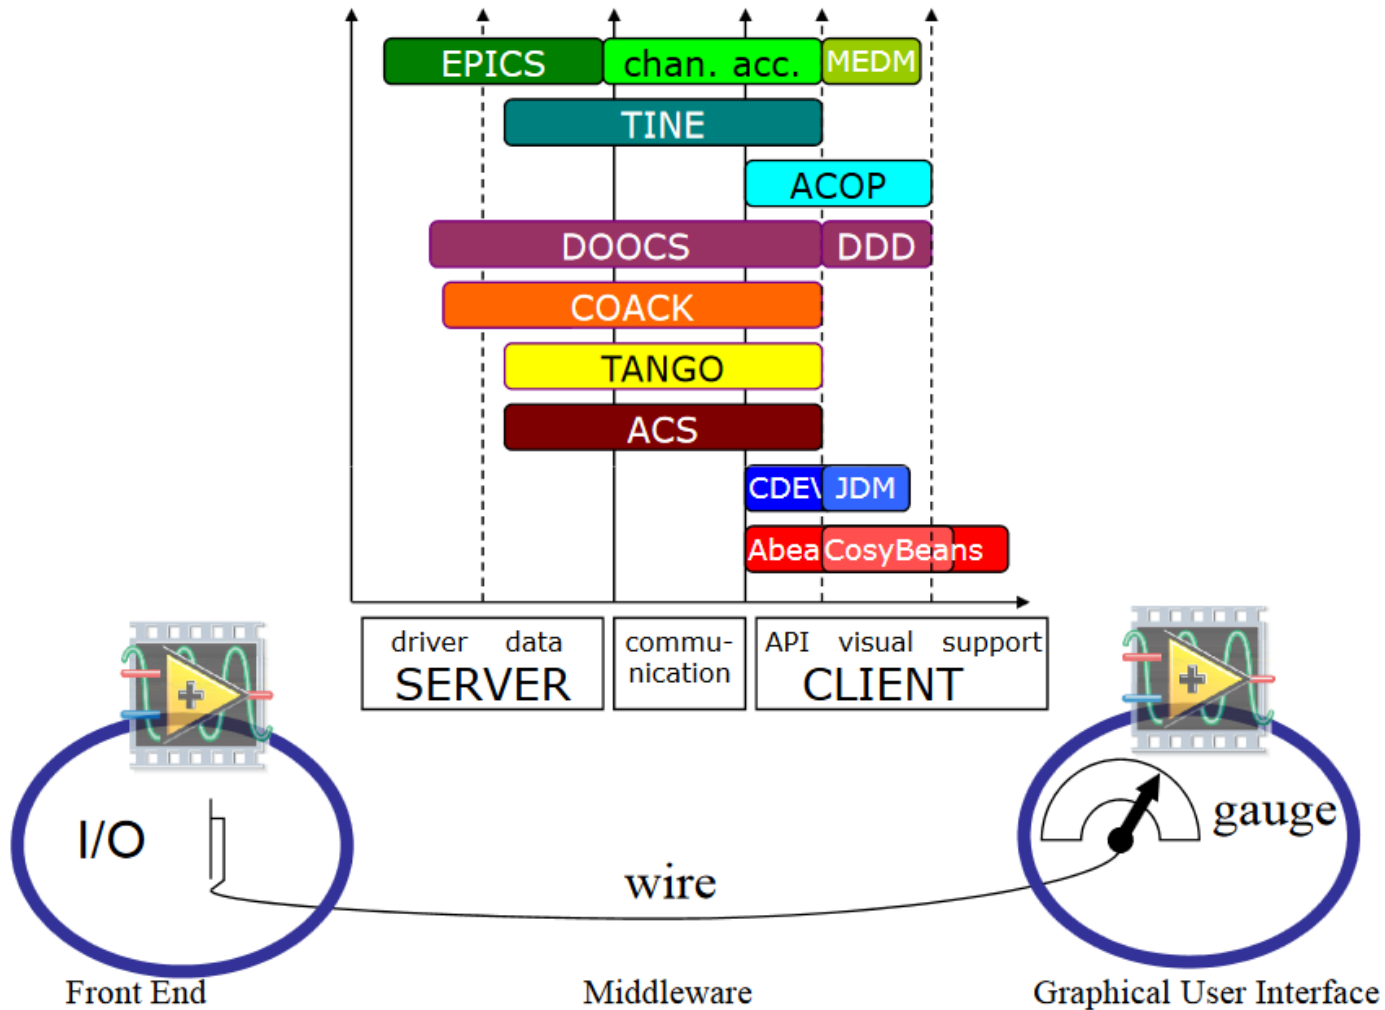 EPICS chan. acc. MEDM
TINE
ACOP
DOOCS DDD
COACK
TANGO
ACS
CDEV JDM
Abea CosyBeans
driver data
SERVER
commu-
nication
API visual support
CLIENT
I/O
wire
gauge
Front End
Middleware
Graphical User Interface